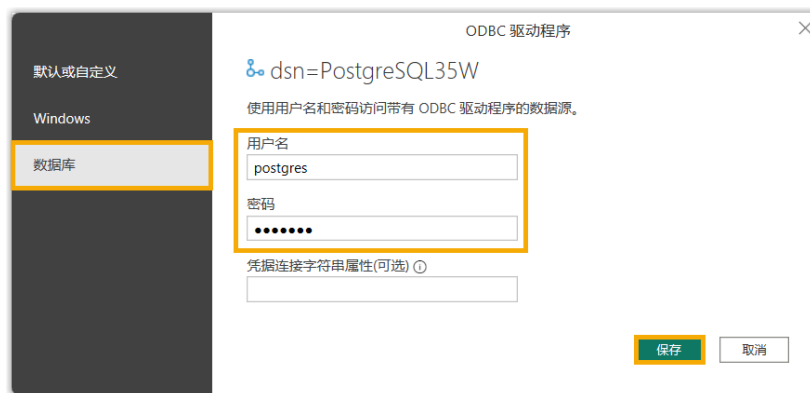 ODBC 驱动程序
默认或自定义
Windows
数据库
dsn=PostgreSQL35W
使用用户名和密码访问带有 ODBC 驱动程序的数据源。
用户名
postgres
密码
•••••••
凭据连接字符串属性(可选)
保存
取消